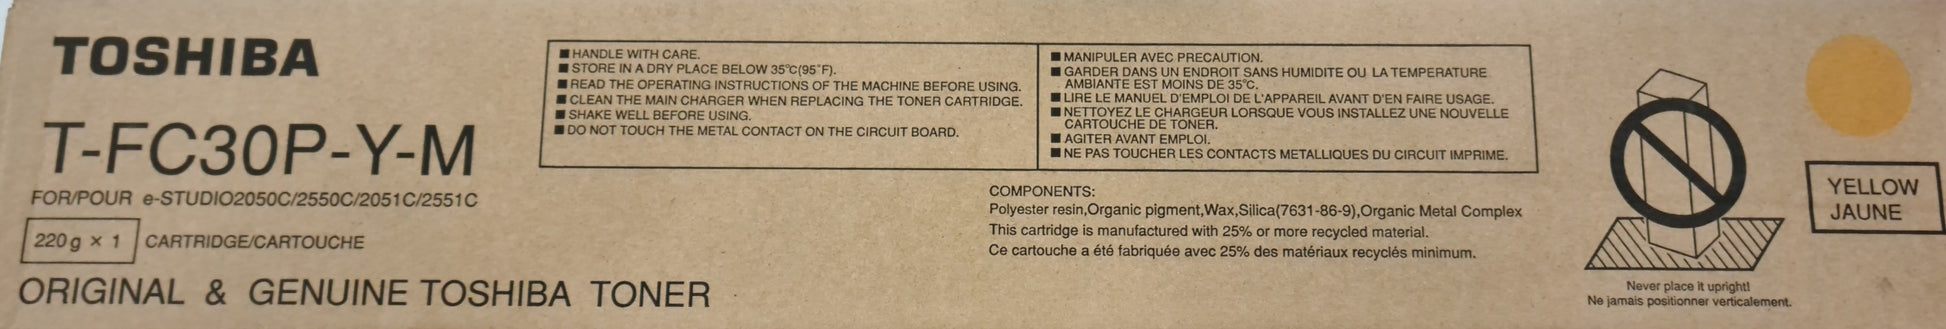 TOSHIBA
T-FC30P-Y-M
FOR/POUR e-STUDIO2050C/2550C/2051C/2551C
220g × 1 CARTRIDGE/CARTOUCHE
ORIGINAL & GENUINE TOSHIBA TONER
■ HANDLE WITH CARE.
■ STORE IN A DRY PLACE BELOW 35°C(95°F).
■ READ THE OPERATING INSTRUCTIONS OF THE MACHINE BEFORE USING.
■ CLEAN THE MAIN CHARGER WHEN REPLACING THE TONER CARTRIDGE.
■ SHAKE WELL BEFORE USING.
■ DO NOT TOUCH THE METAL CONTACT ON THE CIRCUIT BOARD.
■ MANIPULER AVEC PRECAUTION.
■ GARDER DANS UN ENDROIT SANS HUMIDITE OU LA TEMPERATURE
AMBIANTE EST MOINS DE 35°C.
■ LIRE LE MANUEL D'EMPLOI DE L'APPAREIL AVANT D'EN FAIRE USAGE.
■ NETTOYEZ LE CHARGEUR LORSQUE VOUS INSTALLEZ UNE NOUVELLE
CARTOUCHE DE TONER.
■ AGITER AVANT EMPLOI.
■ NE PAS TOUCHER LES CONTACTS METALLIQUES DU CIRCUIT IMPRIME.
COMPONENTS:
Polyester resin,Organic pigment,Wax,Silica(7631-86-9),Organic Metal Complex
This cartridge is manufactured with 25% or more recycled material.
Ce cartouche a été fabriquée avec 25% des matériaux recyclés minimum.
Never place it upright!
Ne jamais positionner verticalement.
YELLOW
JAUNE